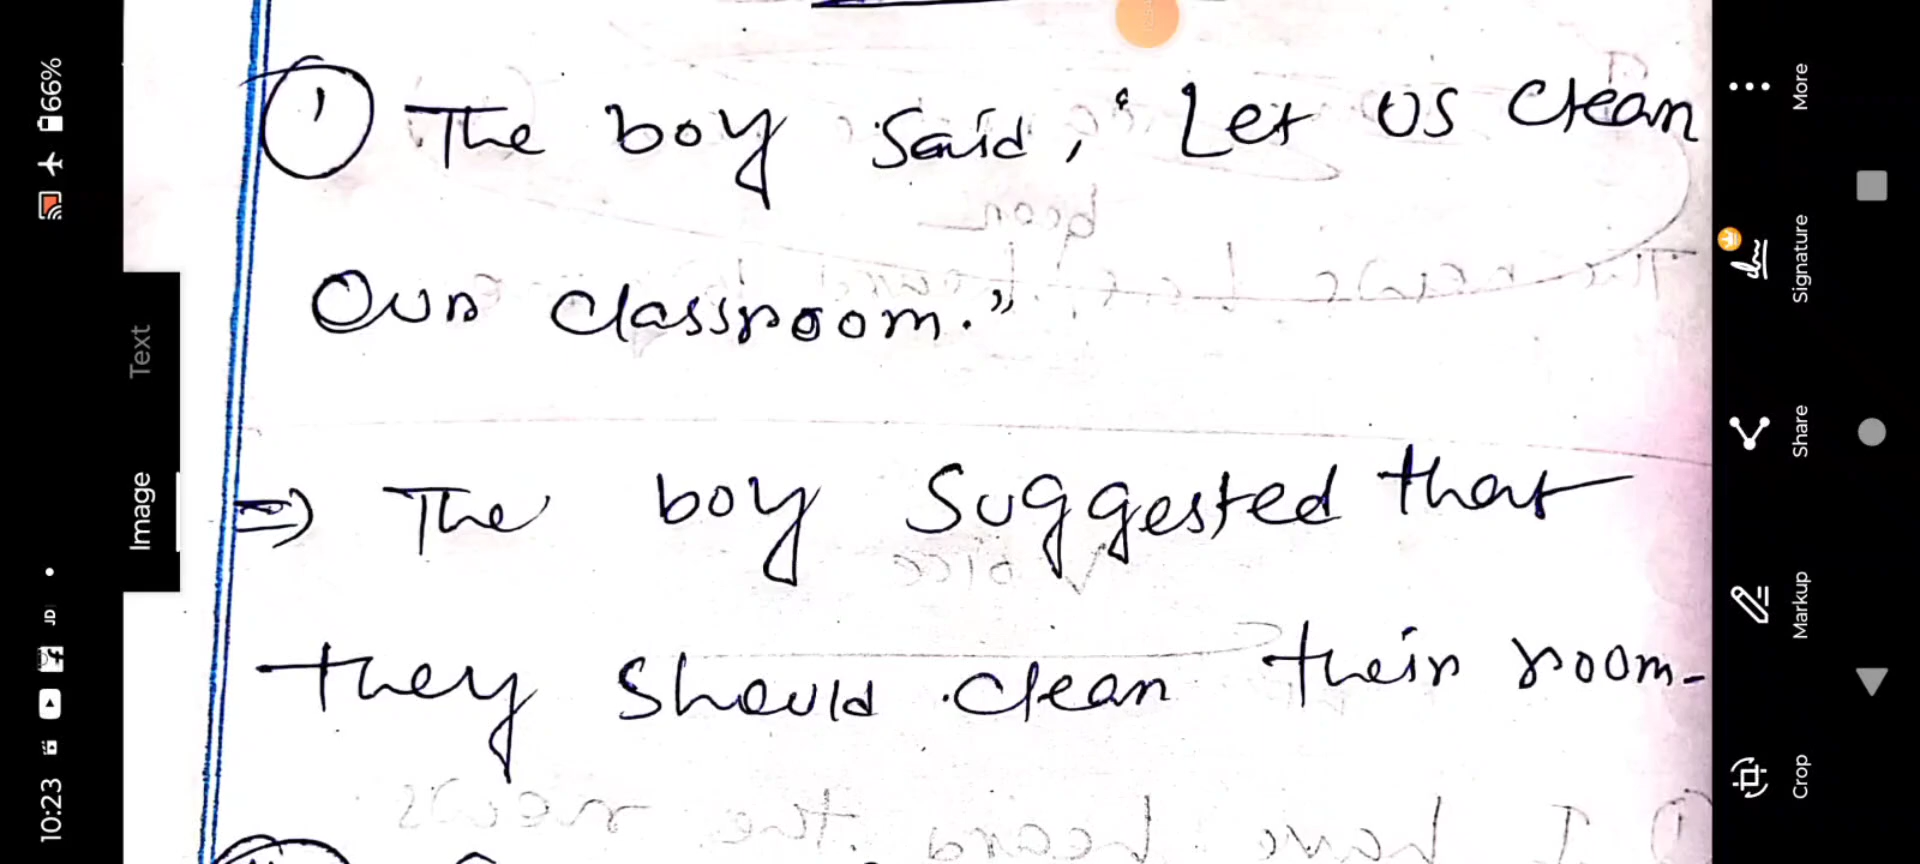 ① The boy said, "Let us clean
our classroom."
⇒ The boy suggested that
they should clean their room.
Text
Image
More
Signature
Share
Markup
Crop
66%
10:23